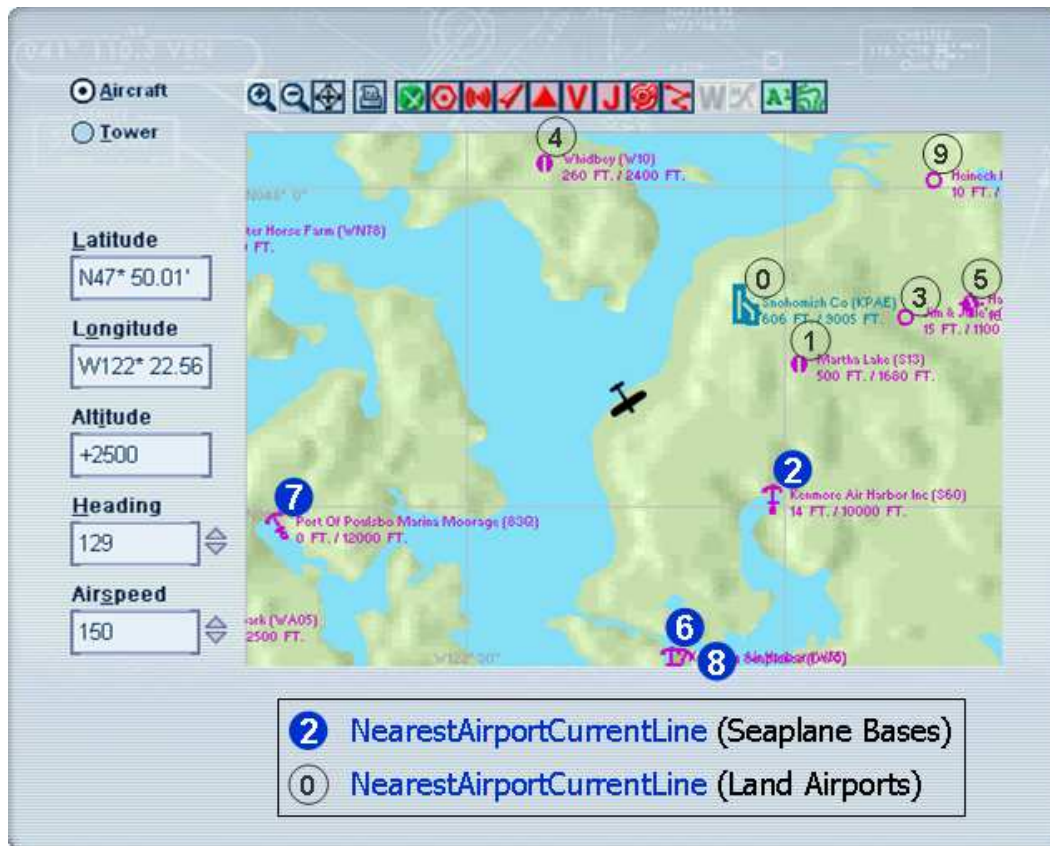 Aircraft
Tower
4
Whidbey (W10)
260 FT. / 2400 FT.
9
10 FT. /
Latitude
N47* 50.01'
ter Horse Farm (WN78)
FT.
0
Snohomish Co (KPAE)
606 FT. / 9005 FT.
3
15 FT. / 1100
5
Longitude
W122* 22.56
1
Martha Lake (S13)
500 FT. / 1680 FT.
Altitude
+2500
2
Kenmore Air Harbor Inc (S60)
14 FT. / 10000 FT.
Heading
129
7
Port Of Poulsbo Marina Moorage (83Q)
0 FT. / 12000 FT.
Airspeed
150
ark (WA05)
2500 FT.
6
8
2 NearestAirportCurrentLine (Seaplane Bases)
0 NearestAirportCurrentLine (Land Airports)